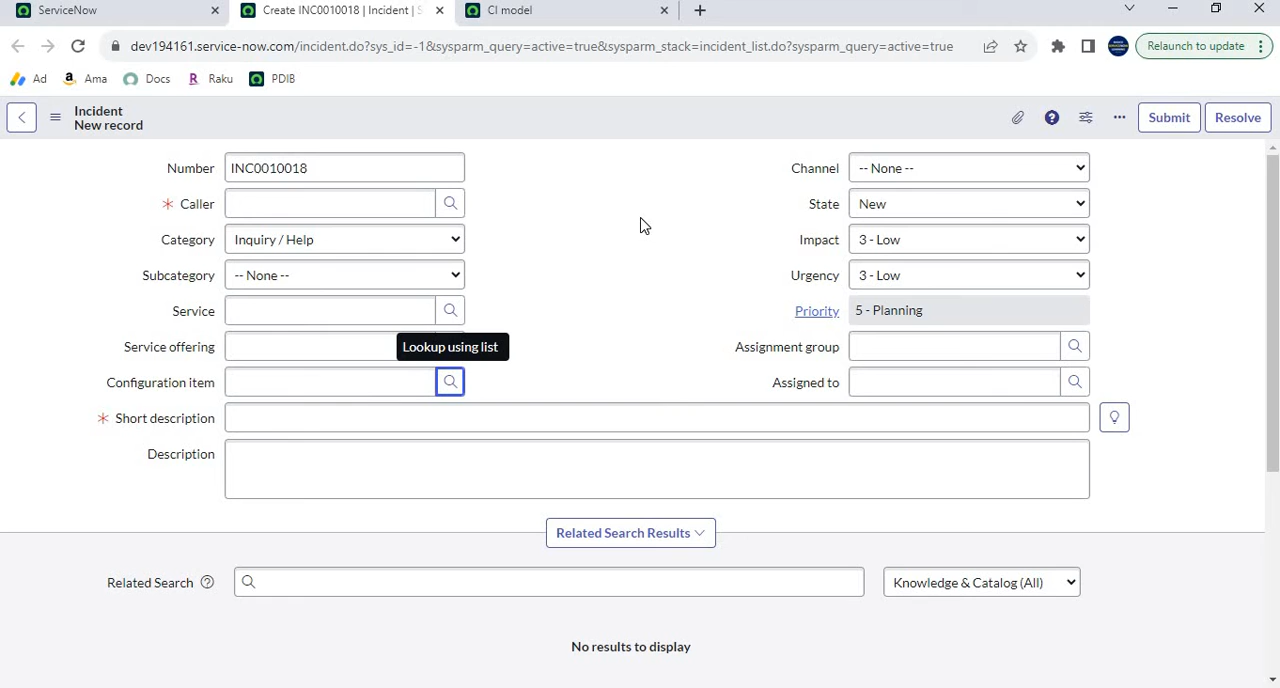 ServiceNow
Create INC0010018 | Incident | S
CI model
dev194161.service-now.com/incident.do?sys_id=-1&sysparm_query=active=true&sysparm_stack=incident_list.do?sysparm_query=active=true
Relaunch to update
Ad
Ama
Docs
Raku
PDIB
Incident
New record
Submit
Resolve
Number INC0010018
Channel -- None --
* Caller
State New
Category Inquiry / Help
Impact 3 - Low
Subcategory -- None --
Urgency 3 - Low
Service
Priority 5 - Planning
Service offering
Lookup using list
Assignment group
Configuration item
Assigned to
* Short description
Description
Related Search Results
Related Search
Knowledge & Catalog (All)
No results to display